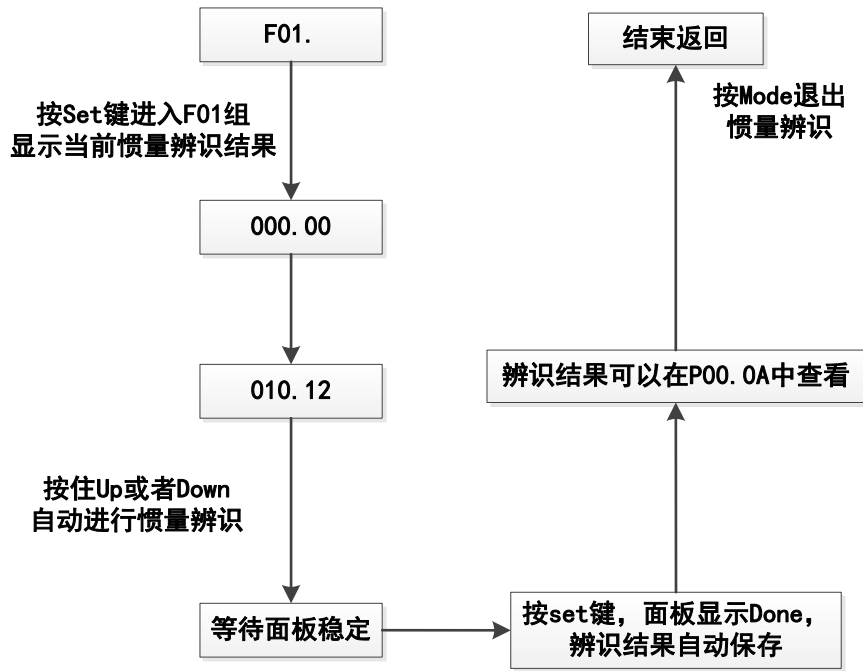 F01.
按Set键进入F01组
显示当前惯量辨识结果
000.00
010.12
按住Up或者Down
自动进行惯量辨识
等待面板稳定
按set键，面板显示Done，
辨识结果自动保存
辨识结果可以在P00.0A中查看
按Mode退出
惯量辨识
结束返回